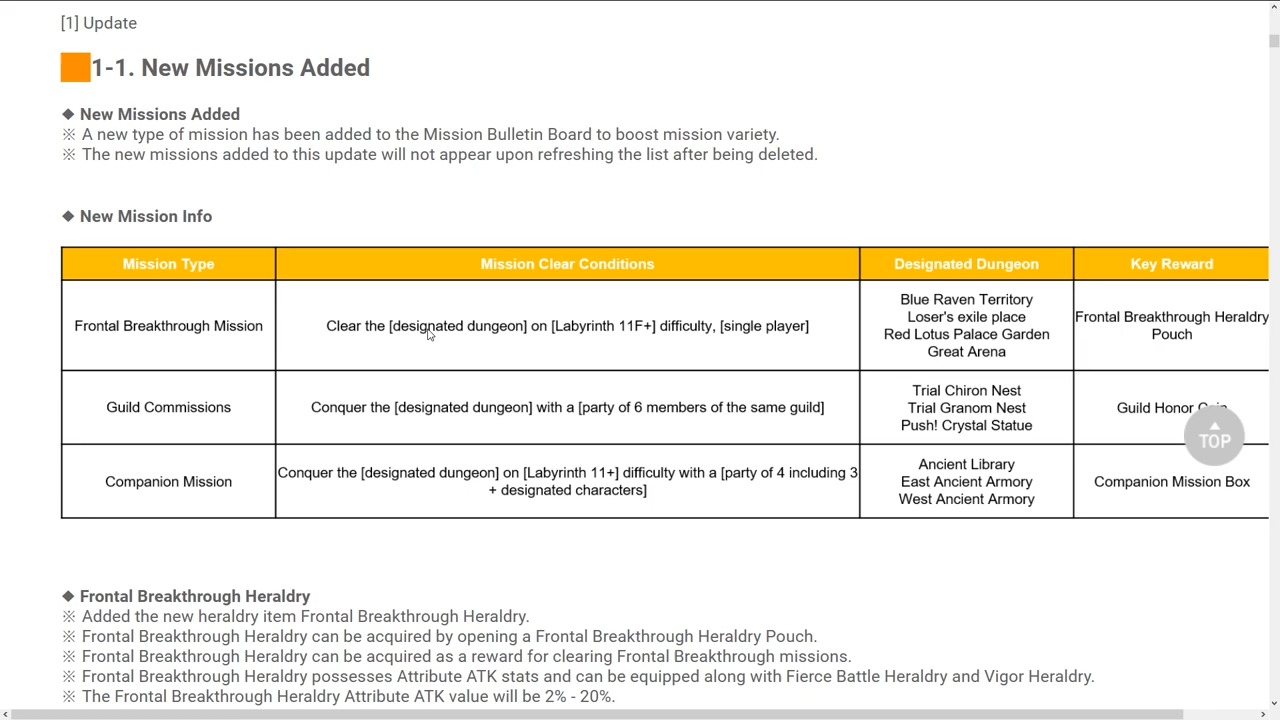 [1] Update
1-1. New Missions Added
❖ New Missions Added
※ A new type of mission has been added to the Mission Bulletin Board to boost mission variety.
※ The new missions added to this update will not appear upon refreshing the list after being deleted.
❖ New Mission Info
Mission Type Mission Clear Conditions Designated Dungeon Key Reward
Frontal Breakthrough Mission
Clear the [designated dungeon] on [Labyrinth 11F+] difficulty, [single player]
Blue Raven Territory
Loser's exile place
Red Lotus Palace Garden
Great Arena
Frontal Breakthrough Heraldry
Pouch
Guild Commissions
Conquer the [designated dungeon] with a [party of 6 members of the same guild]
Trial Chiron Nest
Trial Granom Nest
Push! Crystal Statue
Guild Honor
TOP
Companion Mission
Conquer the [designated dungeon] on [Labyrinth 11+] difficulty with a [party of 4 including 3
+ designated characters]
Ancient Library
East Ancient Armory
West Ancient Armory
Companion Mission Box
❖ Frontal Breakthrough Heraldry
※ Added the new heraldry item Frontal Breakthrough Heraldry.
※ Frontal Breakthrough Heraldry can be acquired by opening a Frontal Breakthrough Heraldry Pouch.
※ Frontal Breakthrough Heraldry can be acquired as a reward for clearing Frontal Breakthrough missions.
※ Frontal Breakthrough Heraldry possesses Attribute ATK stats and can be equipped along with Fierce Battle Heraldry and Vigor Heraldry.
※ The Frontal Breakthrough Heraldry Attribute ATK value will be 2% - 20%.